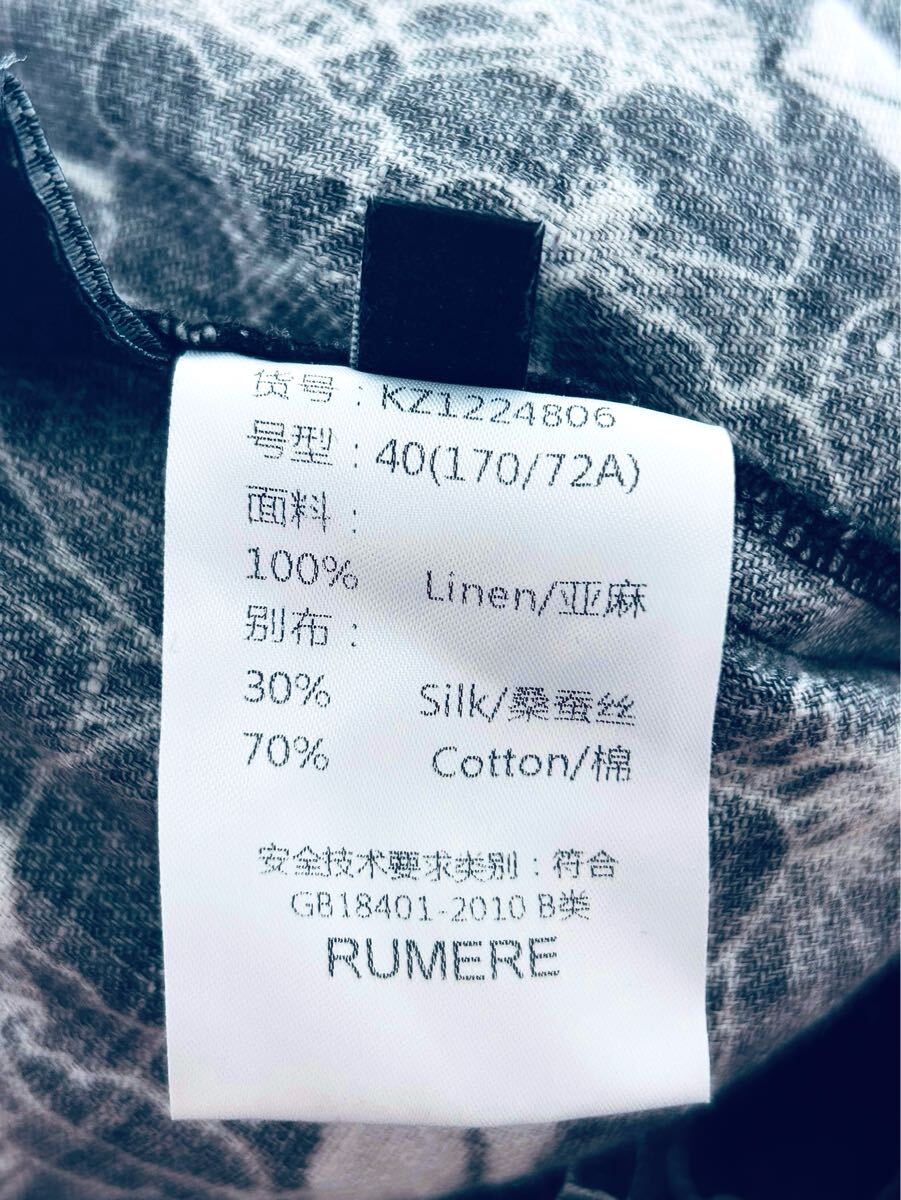 货号：KZ1224806
号型：40(170/72A)
面料：
100% Linen/亚麻
别布：
30% Silk/桑蚕丝
70% Cotton/棉
安全技术要求类别：符合
GB18401-2010 B类
RUMERE